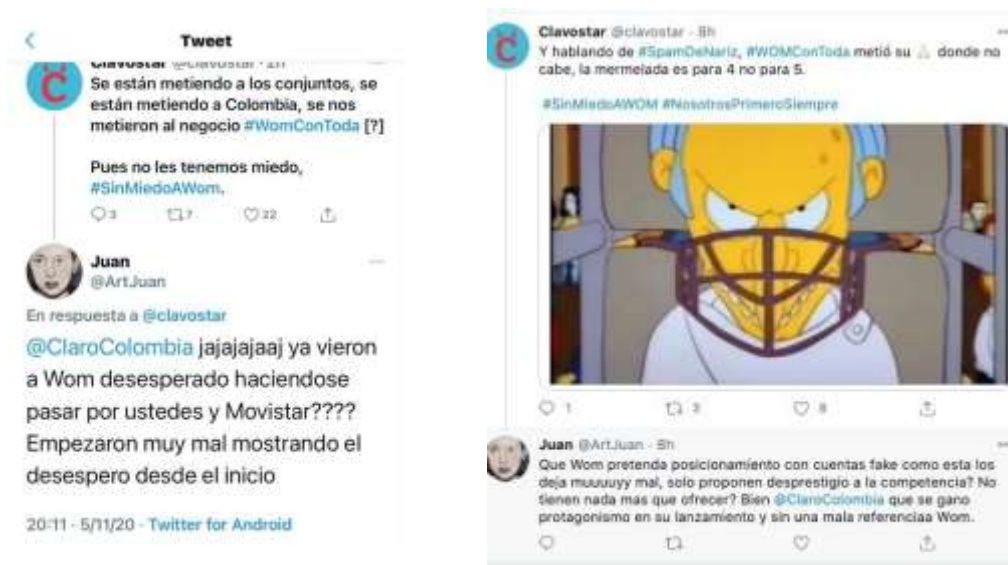 Tweet
Clavostar @clavostar · 2h
Se están metiendo a los conjuntos, se
están metiendo a Colombia, se nos
metieron al negocio #WomConToda [?]
Pues no les tenemos miedo,
#SinMiedoAWom.
3 7 22
Juan
@ArtJuan
En respuesta a @clavostar
@ClaroColombia jajajajaaj ya vieron
a Wom desesperado haciendose
pasar por ustedes y Movistar????
Empezaron muy mal mostrando el
desespero desde el inicio
20:11 · 5/11/20 · Twitter for Android
Clavostar @clavostar · 8h
Y hablando de #SpamDeNariz, #WOMConToda metió su 👃 donde no
cabe, la mermelada es para 4 no para 5.
#SinMiedoAWOM #NosotrosPrimeroSiempre
1 3 8
Juan @ArtJuan · 8h
Que Wom pretenda posicionamiento con cuentas fake como esta los
deja muuuuyy mal, solo proponen desprestigio a la competencia? No
tienen nada mas que ofrecer? Bien @ClaroColombia que se gano
protagonismo en su lanzamiento y sin una mala referenciaa Wom.